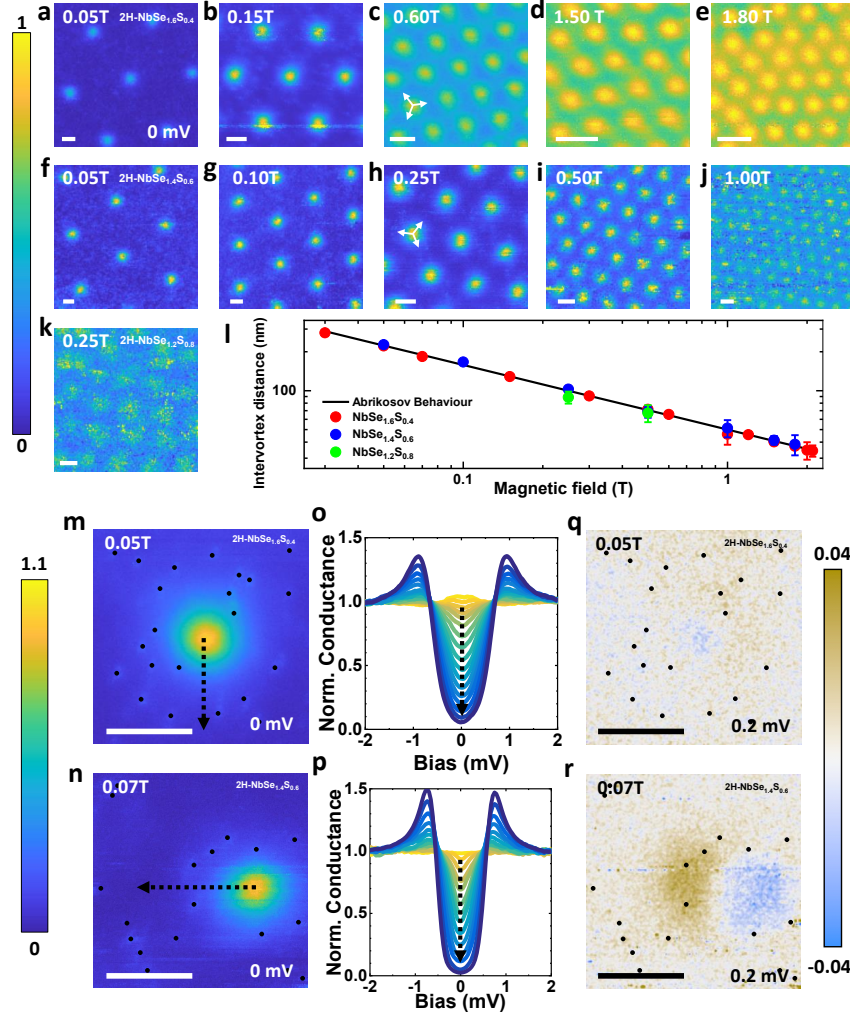 1
0
a
0.05T
2H-NbSe1.6S0.4
0 mV
b
0.15T
c
0.60T
d
1.50 T
e
1.80 T
f
0.05T
2H-NbSe1.4S0.6
g
0.10T
h
0.25T
i
0.50T
j
1.00T
k
0.25T
2H-NbSe1.2S0.8
l
Intervortex distance (nm)
100
Abrikosov Behaviour
NbSe1.6S0.4
NbSe1.4S0.6
NbSe1.2S0.8
0.1
1
Magnetic field (T)
1.1
0
m
0.05T
2H-NbSe1.6S0.4
0 mV
o
Norm. Conductance
1.5
1.0
0.5
0.0
-2
-1
0
1
2
Bias (mV)
q
0.05T
2H-NbSe1.6S0.4
0.2 mV
0.04
-0.04
n
0.07T
2H-NbSe1.4S0.6
0 mV
p
Norm. Conductance
1.5
1.0
0.5
0.0
-2
-1
0
1
2
Bias (mV)
r
0.07T
2H-NbSe1.4S0.6
0.2 mV